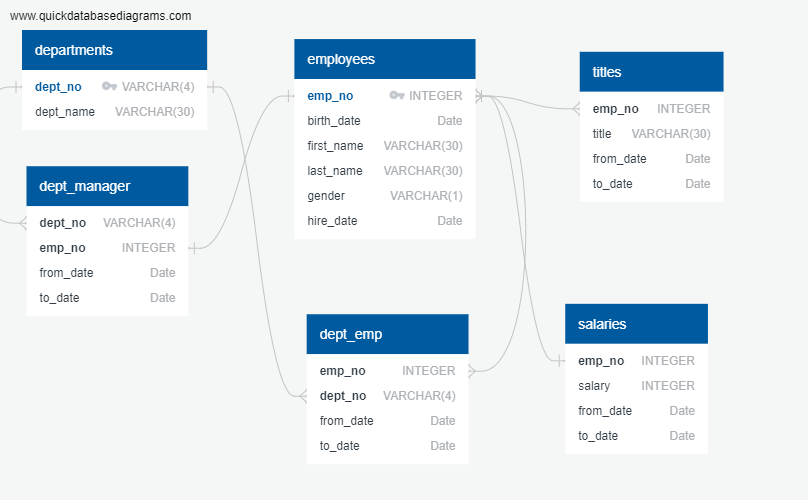 www.quickdatabasediagrams.com
departments
dept_no VARCHAR(4)
dept_name VARCHAR(30)
employees
emp_no INTEGER
birth_date Date
first_name VARCHAR(30)
last_name VARCHAR(30)
gender VARCHAR(1)
hire_date Date
titles
emp_no INTEGER
title VARCHAR(30)
from_date Date
to_date Date
dept_manager
dept_no VARCHAR(4)
emp_no INTEGER
from_date Date
to_date Date
dept_emp
emp_no INTEGER
dept_no VARCHAR(4)
from_date Date
to_date Date
salaries
emp_no INTEGER
salary INTEGER
from_date Date
to_date Date